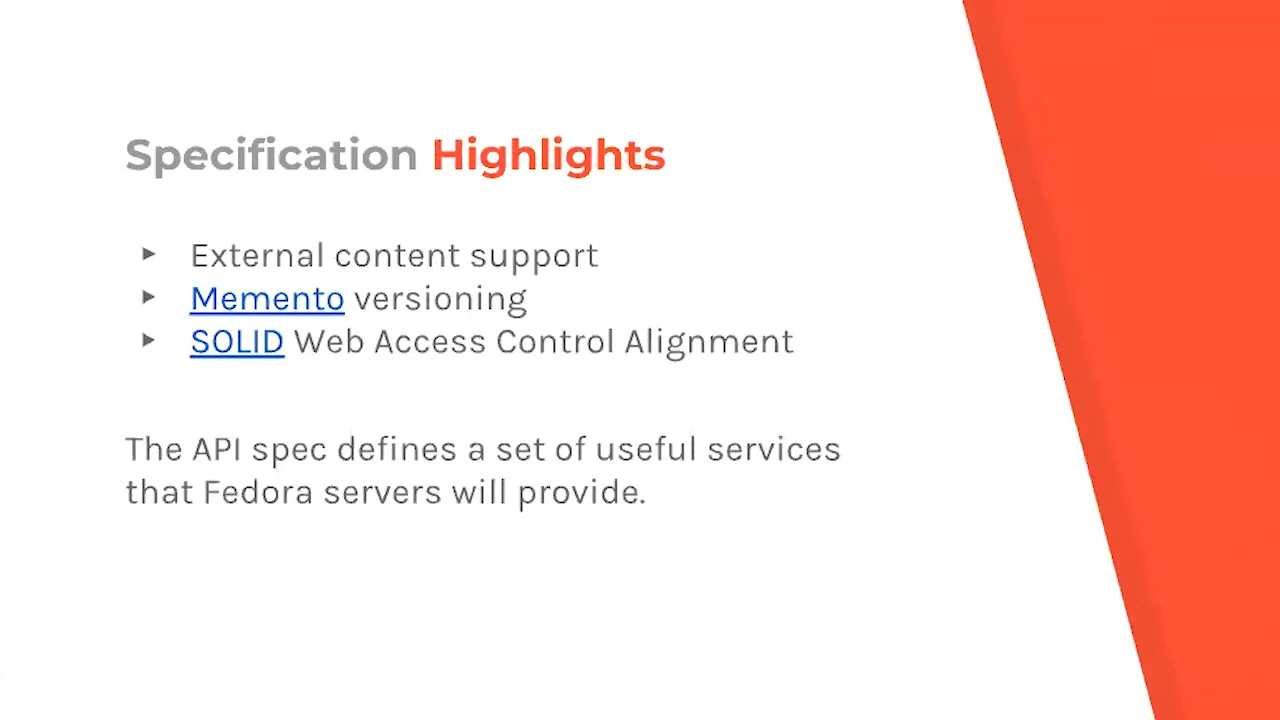 Specification Highlights
▸ External content support
▸ Memento versioning
▸ SOLID Web Access Control Alignment
The API spec defines a set of useful services
that Fedora servers will provide.